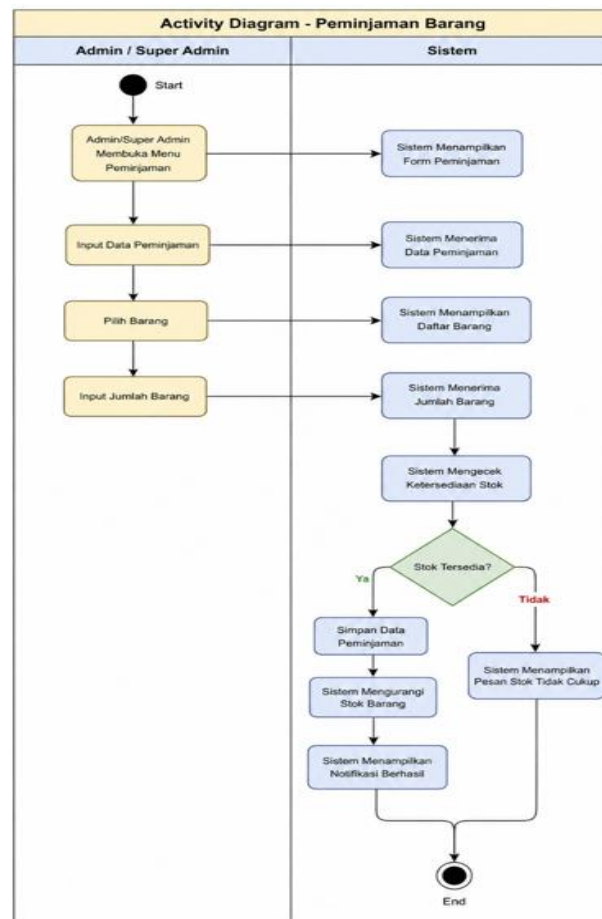 Activity Diagram - Peminjaman Barang
Admin / Super Admin
Sistem
Start
Admin/Super Admin
Membuka Menu
Peminjaman
Sistem Menampilkan
Form Peminjaman
Input Data Peminjaman
Sistem Menerima
Data Peminjaman
Pilih Barang
Sistem Menampilkan
Daftar Barang
Input Jumlah Barang
Sistem Menerima
Jumlah Barang
Sistem Mengecek
Ketersediaan Stok
Stok Tersedia?
Ya
Tidak
Simpan Data
Peminjaman
Sistem Menampilkan
Pesan Stok Tidak Cukup
Sistem Mengurangi
Stok Barang
Sistem Menampilkan
Notifikasi Berhasil
End